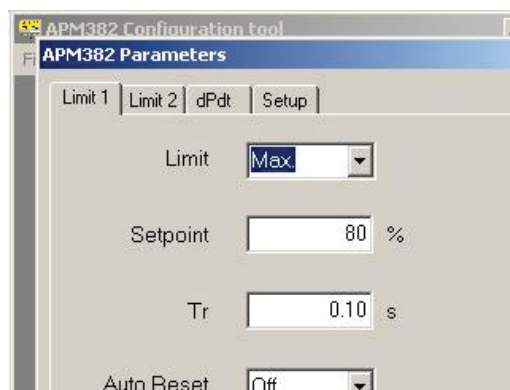 APM382 Configuration tool
Fi
APM382 Parameters
Limit 1 Limit 2 dPdt Setup
Limit Max.
Setpoint 80 %
Tr 0.10 s
Auto Reset Off